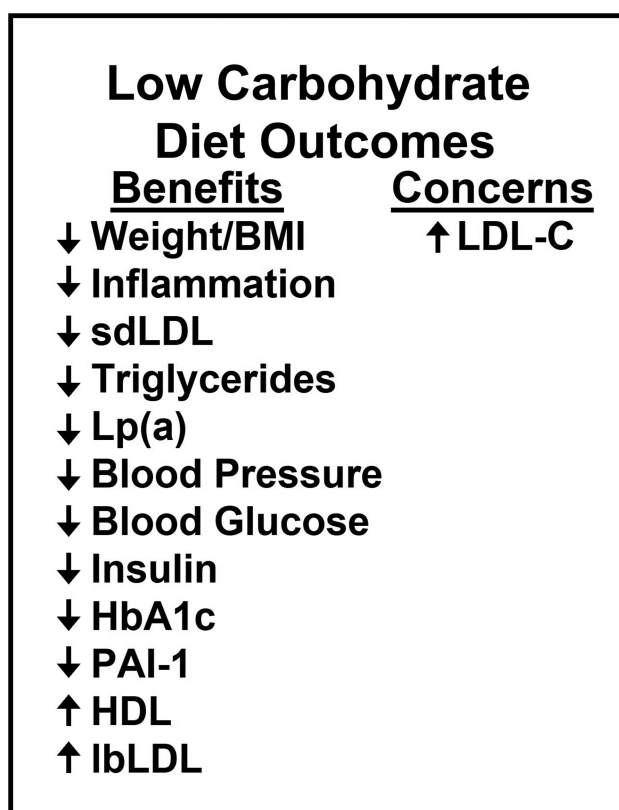 Low Carbohydrate
Diet Outcomes
Benefits Concerns
↓ Weight/BMI ↑ LDL-C
↓ Inflammation
↓ sdLDL
↓ Triglycerides
↓ Lp(a)
↓ Blood Pressure
↓ Blood Glucose
↓ Insulin
↓ HbA1c
↓ PAI-1
↑ HDL
↑ lbLDL